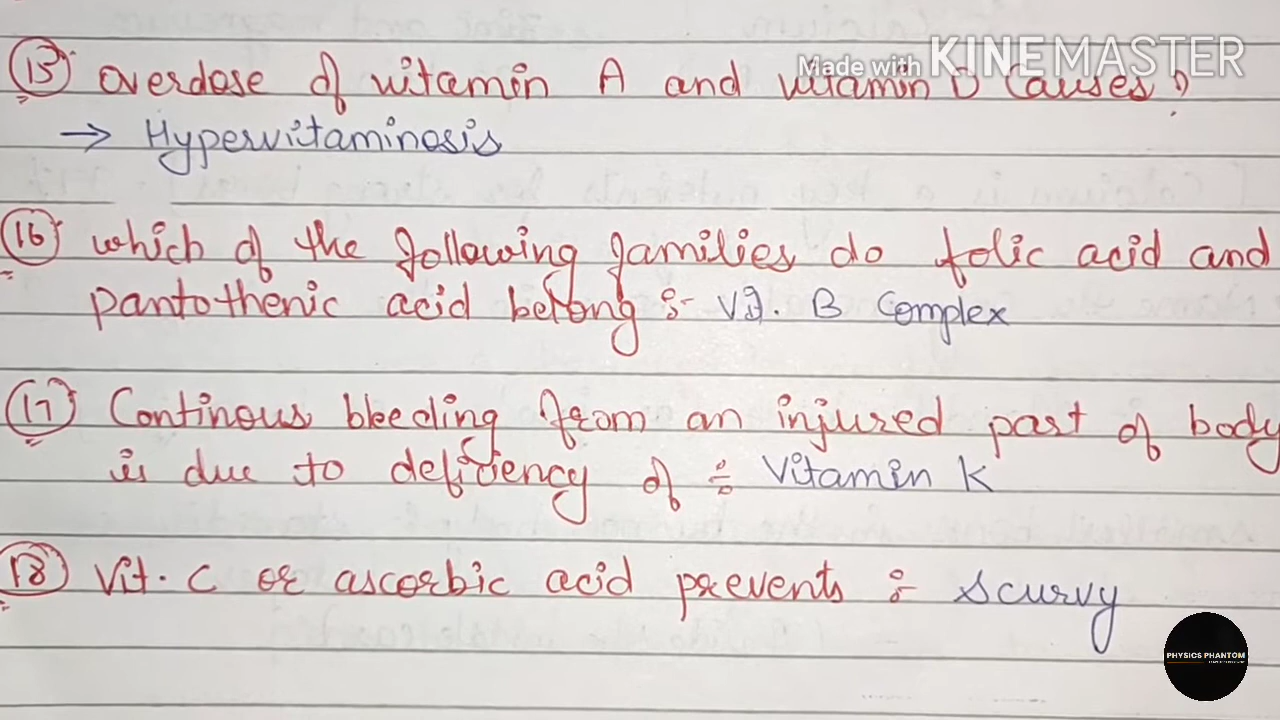 Made with KINEMASTER
(15) Overdose of vitamin A and vitamin D Causes?
→ Hypervitaminosis
(16) which of the following families do folic acid and
pantothenic acid belong :- Vit. B Complex
(17) Continous bleeding from an injured part of body
is due to deficiency of ÷ Vitamin K
(18) Vit. C or ascorbic acid prevents :- Scurvy
PHYSICS PHANTOM